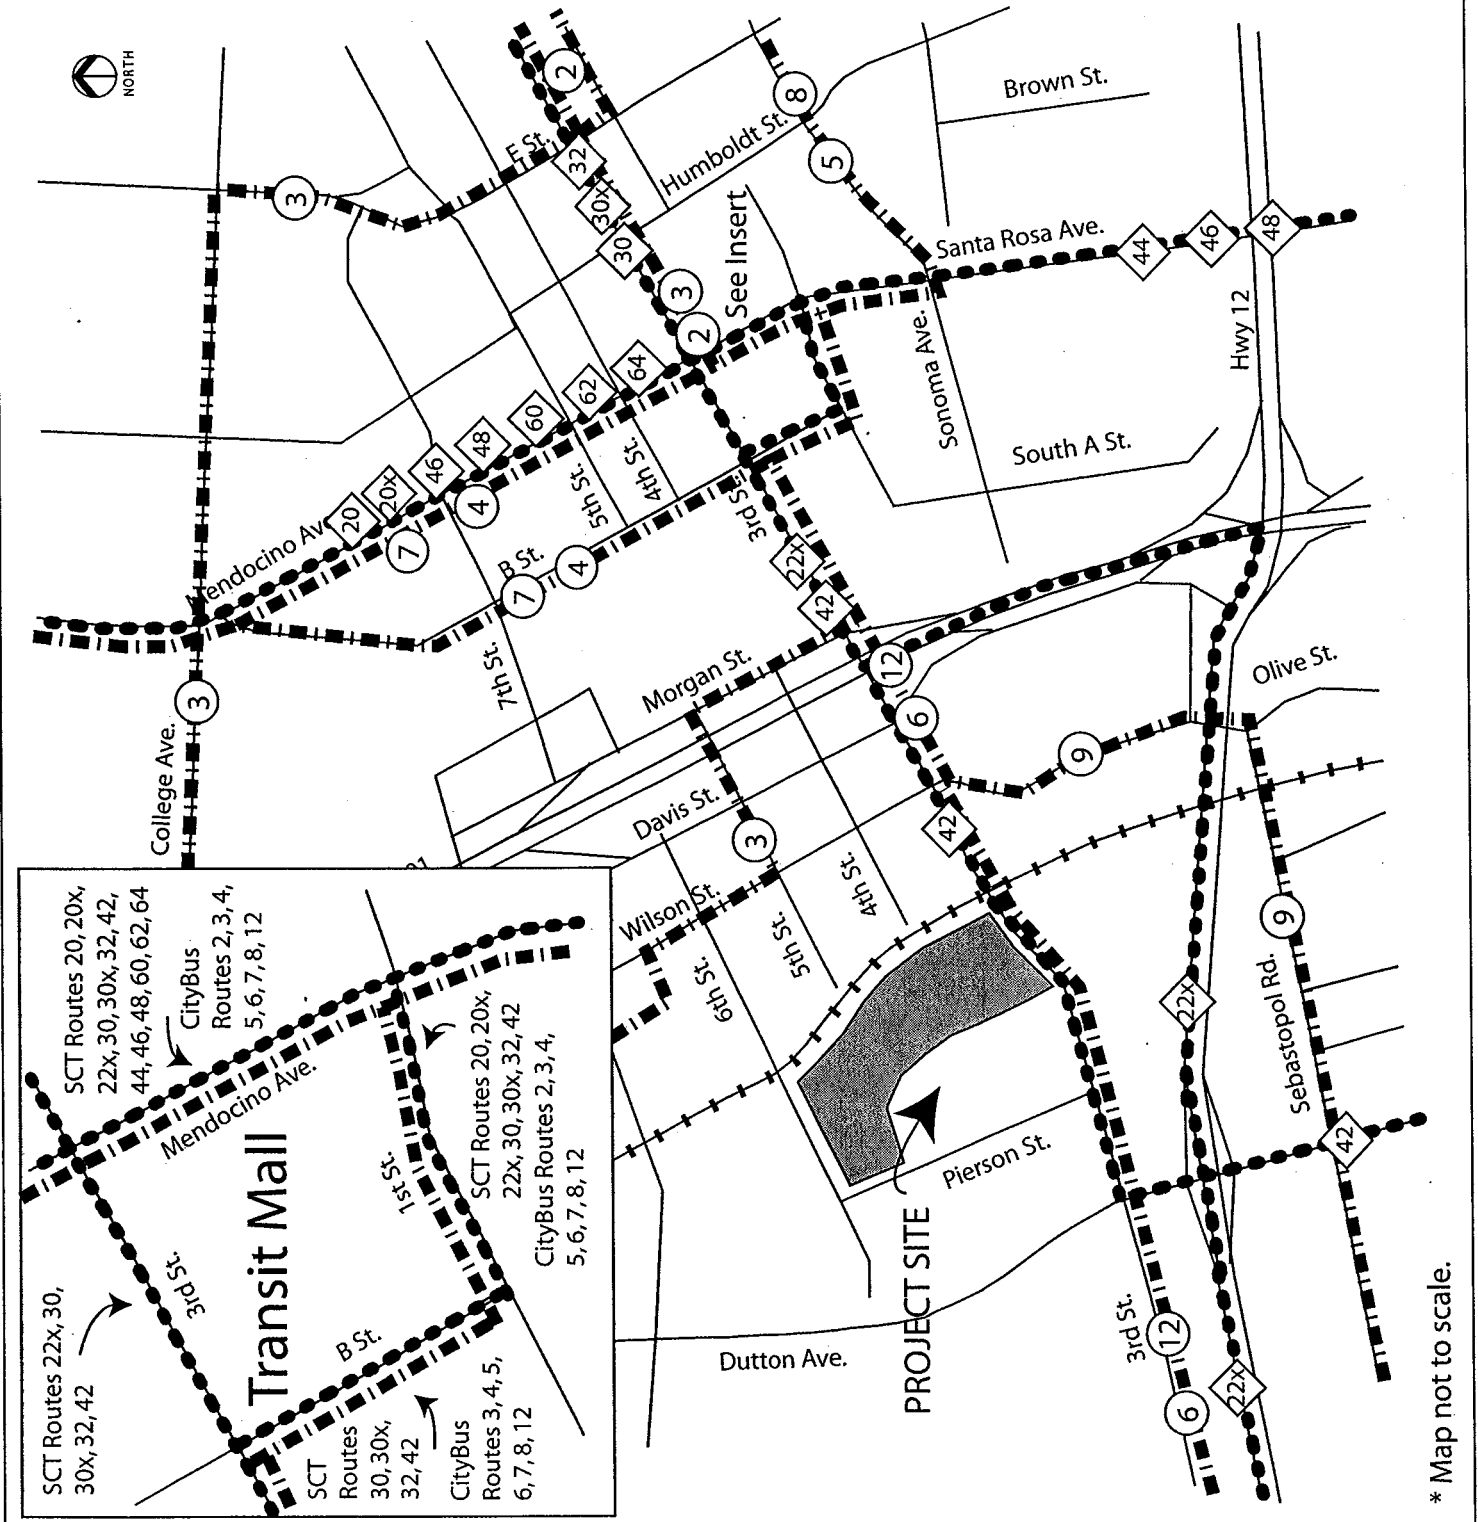 NORTH
SCT Routes 22x, 30,
30x, 32, 42
SCT Routes 20, 20x,
22x, 30, 30x, 32, 42,
44, 46, 48, 60, 62, 64
CityBus
Routes 2, 3, 4,
5, 6, 7, 8, 12
Mendocino Ave.
3rd St.
Transit Mall
1st St.
B St.
SCT
Routes
30, 30x,
32, 42
CityBus
Routes 3, 4, 5,
6, 7, 8, 12
SCT Routes 20, 20x,
22x, 30, 30x, 32, 42
CityBus Routes 2, 3, 4,
5, 6, 7, 8, 12
College Ave.
3
3
Mendocino Av
20
20x
46
48
60
62
64
7
4
7
4
B St.
7th St.
5th St.
4th St.
3rd St.
E St.
32
30x
30
3
2
2
See Insert
Humboldt St.
8
5
Brown St.
Santa Rosa Ave.
44
46
48
Sonoma Ave.
South A St.
Hwy 12
22x
42
12
6
Morgan St.
Davis St.
3
Wilson St.
6th St.
5th St.
4th St.
42
9
Olive St.
9
Sebastopol Rd.
22x
42
Pierson St.
PROJECT SITE
Dutton Ave.
3rd St.
12
6
22x
* Map not to scale.